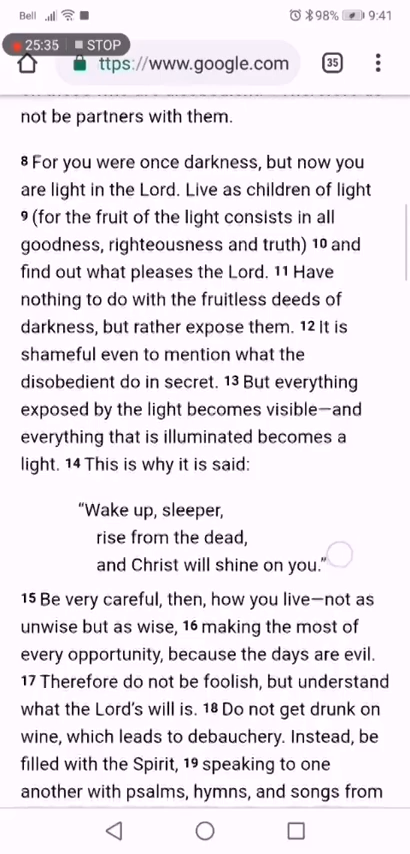 Bell 98% 9:41
25:35 STOP
ttps://www.google.com 35
not be partners with them.
8 For you were once darkness, but now you
are light in the Lord. Live as children of light
9 (for the fruit of the light consists in all
goodness, righteousness and truth) 10 and
find out what pleases the Lord. 11 Have
nothing to do with the fruitless deeds of
darkness, but rather expose them. 12 It is
shameful even to mention what the
disobedient do in secret. 13 But everything
exposed by the light becomes visible—and
everything that is illuminated becomes a
light. 14 This is why it is said:
“Wake up, sleeper,
rise from the dead,
and Christ will shine on you.”
15 Be very careful, then, how you live—not as
unwise but as wise, 16 making the most of
every opportunity, because the days are evil.
17 Therefore do not be foolish, but understand
what the Lord’s will is. 18 Do not get drunk on
wine, which leads to debauchery. Instead, be
filled with the Spirit, 19 speaking to one
another with psalms, hymns, and songs from